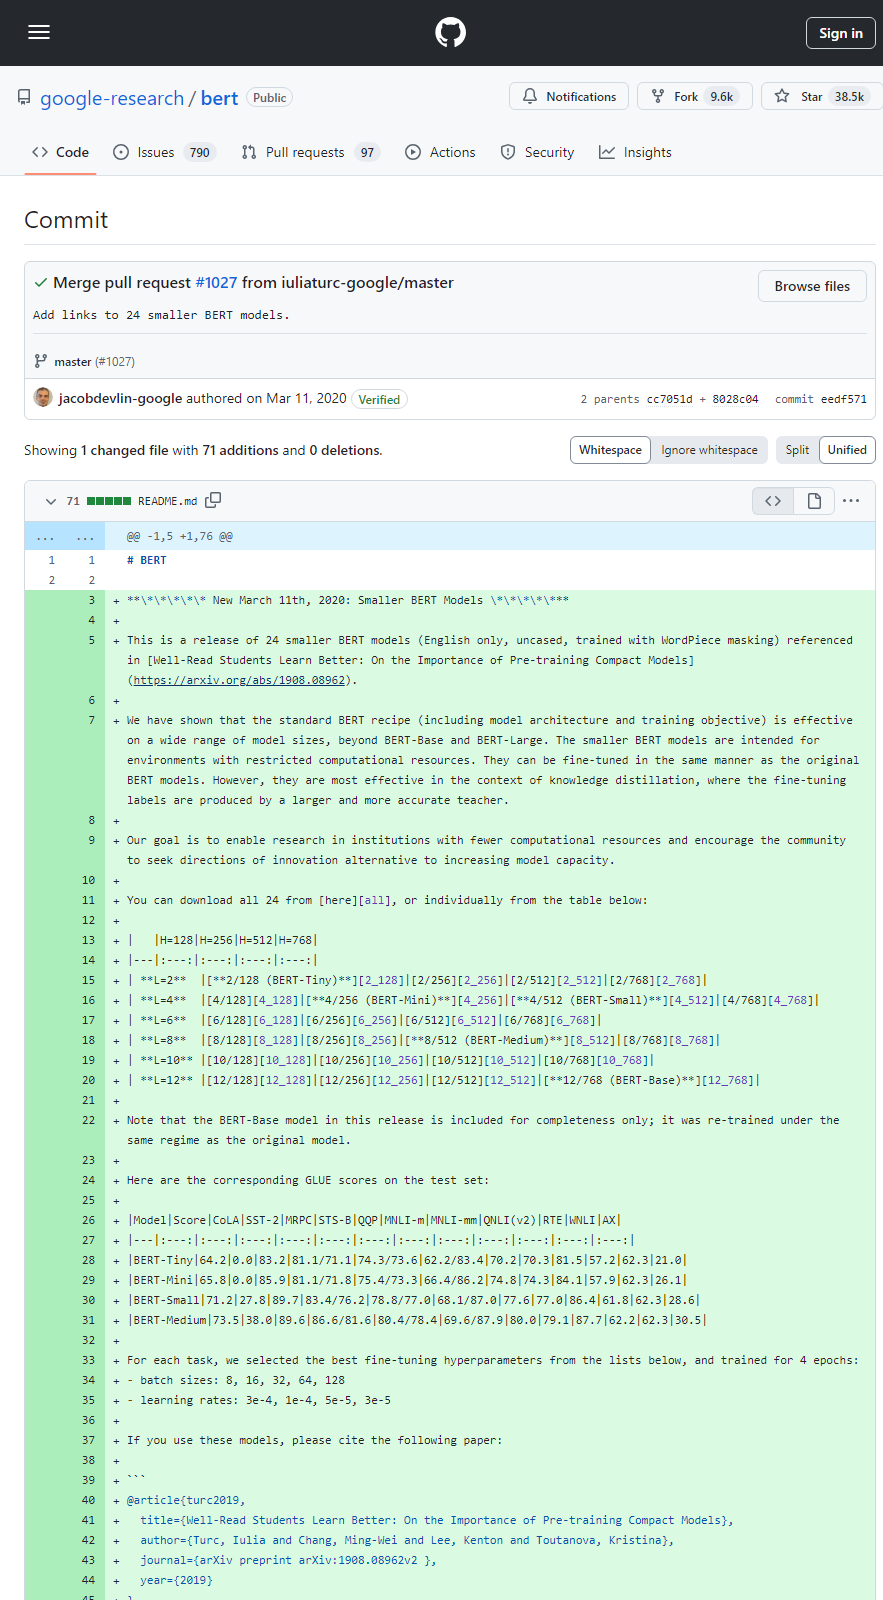 Sign in
google-research / bert Public
Notifications Fork 9.6k Star 38.5k
Code Issues 790 Pull requests 97 Actions Security Insights
Commit
Merge pull request #1027 from iuliaturc-google/master
Browse files
Add links to 24 smaller BERT models.
master (#1027)
jacobdevlin-google authored on Mar 11, 2020 Verified 2 parents cc7051d + 8028c04 commit eedf571
Showing 1 changed file with 71 additions and 0 deletions. Whitespace Ignore whitespace Split Unified
71 README.md
... ... @@ -1,5 +1,76 @@
1 1 # BERT
2 2
3 + **\*\*\*\*\* New March 11th, 2020: Smaller BERT Models \*\*\*\*\***
4 +
5 + This is a release of 24 smaller BERT models (English only, uncased, trained with WordPiece masking) referenced
in [Well-Read Students Learn Better: On the Importance of Pre-training Compact Models]
(https://arxiv.org/abs/1908.08962).
6 +
7 + We have shown that the standard BERT recipe (including model architecture and training objective) is effective
on a wide range of model sizes, beyond BERT-Base and BERT-Large. The smaller BERT models are intended for
environments with restricted computational resources. They can be fine-tuned in the same manner as the original
BERT models. However, they are most effective in the context of knowledge distillation, where the fine-tuning
labels are produced by a larger and more accurate teacher.
8 +
9 + Our goal is to enable research in institutions with fewer computational resources and encourage the community
to seek directions of innovation alternative to increasing model capacity.
10 +
11 + You can download all 24 from [here][all], or individually from the table below:
12 +
13 + |   |H=128|H=256|H=512|H=768|
14 + |---|:---:|:---:|:---:|:---:|
15 + | **L=2**  |[**2/128 (BERT-Tiny)**][2_128]|[2/256][2_256]|[2/512][2_512]|[2/768][2_768]|
16 + | **L=4**  |[4/128][4_128]|[**4/256 (BERT-Mini)**][4_256]|[**4/512 (BERT-Small)**][4_512]|[4/768][4_768]|
17 + | **L=6**  |[6/128][6_128]|[6/256][6_256]|[6/512][6_512]|[6/768][6_768]|
18 + | **L=8**  |[8/128][8_128]|[8/256][8_256]|[**8/512 (BERT-Medium)**][8_512]|[8/768][8_768]|
19 + | **L=10** |[10/128][10_128]|[10/256][10_256]|[10/512][10_512]|[10/768][10_768]|
20 + | **L=12** |[12/128][12_128]|[12/256][12_256]|[12/512][12_512]|[**12/768 (BERT-Base)**][12_768]|
21 +
22 + Note that the BERT-Base model in this release is included for completeness only; it was re-trained under the
same regime as the original model.
23 +
24 + Here are the corresponding GLUE scores on the test set:
25 +
26 + |Model|Score|CoLA|SST-2|MRPC|STS-B|QQP|MNLI-m|MNLI-mm|QNLI(v2)|RTE|WNLI|AX|
27 + |---|:---:|:---:|:---:|:---:|:---:|:---:|:---:|:---:|:---:|:---:|:---:|:---:|
28 + |BERT-Tiny|64.2|0.0|83.2|81.1/71.1|74.3/73.6|62.2/83.4|70.2|70.3|81.5|57.2|62.3|21.0|
29 + |BERT-Mini|65.8|0.0|85.9|81.1/71.8|75.4/73.3|66.4/86.2|74.8|74.3|84.1|57.9|62.3|26.1|
30 + |BERT-Small|71.2|27.8|89.7|83.4/76.2|78.8/77.0|68.1/87.0|77.6|77.0|86.4|61.8|62.3|28.6|
31 + |BERT-Medium|73.5|38.0|89.6|86.6/81.6|80.4/78.4|69.6/87.9|80.0|79.1|87.7|62.2|62.3|30.5|
32 +
33 + For each task, we selected the best fine-tuning hyperparameters from the lists below, and trained for 4 epochs:
34 + - batch sizes: 8, 16, 32, 64, 128
35 + - learning rates: 3e-4, 1e-4, 5e-5, 3e-5
36 +
37 + If you use these models, please cite the following paper:
38 +
39 + ```
40 + @article{turc2019,
41 +   title={Well-Read Students Learn Better: On the Importance of Pre-training Compact Models},
42 +   author={Turc, Iulia and Chang, Ming-Wei and Lee, Kenton and Toutanova, Kristina},
43 +   journal={arXiv preprint arXiv:1908.08962v2 },
44 +   year={2019}